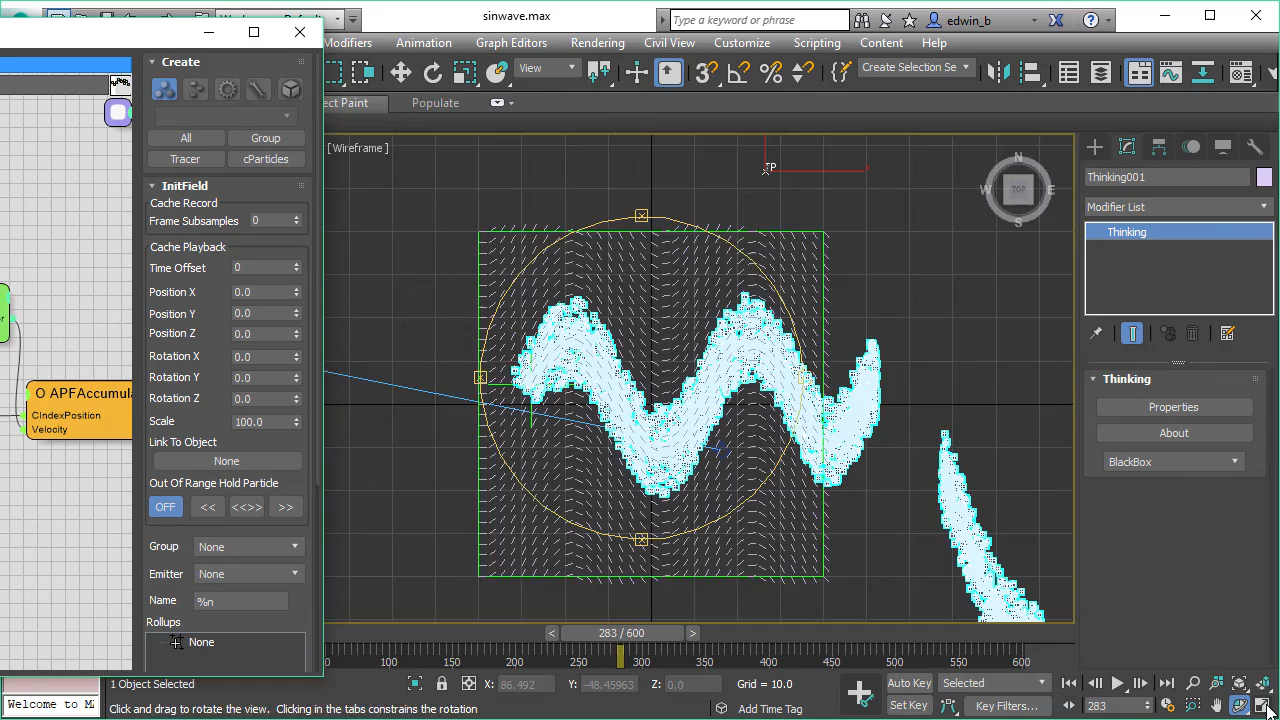 sinwave.max
Type a keyword or phrase
edwin_b
Modifiers
Animation
Graph Editors
Rendering
Civil View
Customize
Scripting
Content
Help
View
Create Selection Se
ect Paint
Populate
Create
All
Group
Tracer
cParticles
InitField
Cache Record
Frame Subsamples 0
Cache Playback
Time Offset 0
Position X 0.0
Position Y 0.0
Position Z 0.0
Rotation X 0.0
Rotation Y 0.0
Rotation Z 0.0
Scale 100.0
Link To Object
None
Out Of Range Hold Particle
OFF << <<>> >>
Group None
Emitter None
Name %n
Rollups
None
O APFAccumula
CIndexPosition
Velocity
[Wireframe ]
TP
x
N
W TOP E
S
Thinking001
Modifier List
Thinking
Thinking
Properties
About
BlackBox
< 283 / 600 >
100 150 200 250 300 350 400 450 500 550 600
1 Object Selected
X: 86.492
Y: -48.45963
Z: 0.0
Grid = 10.0
Auto Key
Selected
Welcome to MA
Click and drag to rotate the view. Clicking in the tabs constrains the rotation
Add Time Tag
Set Key
Key Filters...
283